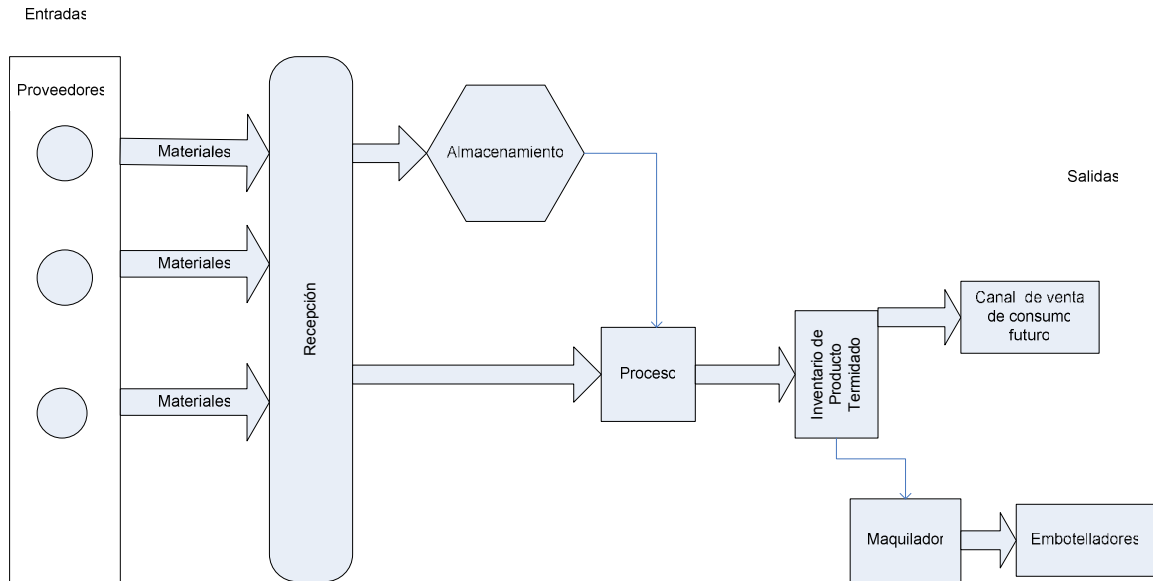 Entradas
Proveedores
Materiales
Materiales
Materiales
Recepción
Almacenamiento
Proceso
Inventario de
Producto
Termidado
Salidas
Canal de venta
de consumo
futuro
Maquilador
Embotelladores